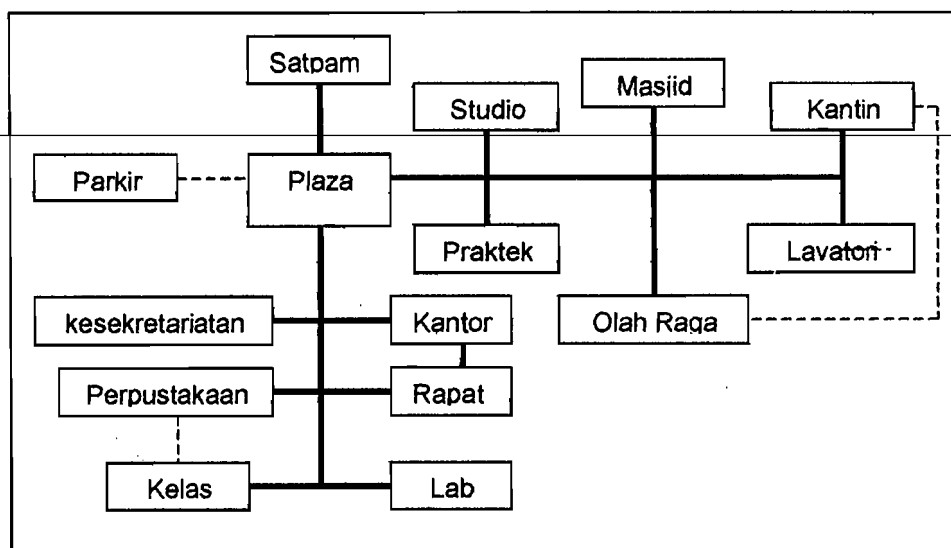 Satpam
Studio
Masjid
Kantin
Parkir
Plaza
Praktek
Lavatori
kesekretariatan
Kantor
Olah Raga
Perpustakaan
Rapat
Kelas
Lab